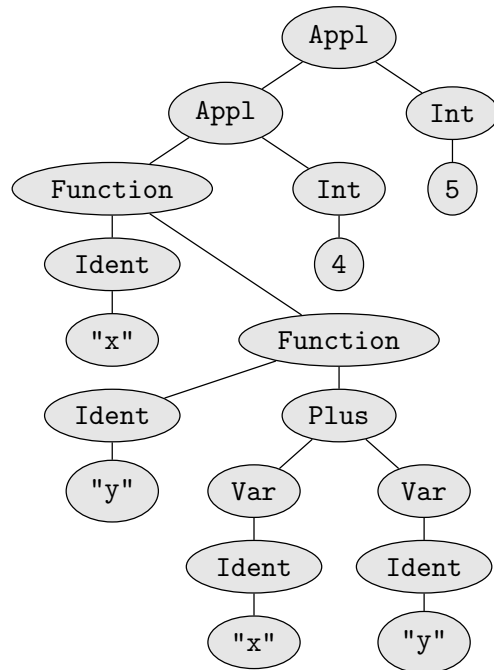 Appl
Appl Int
Function Int 5
Ident 4
"x" Function
Ident Plus
"y" Var Var
Ident Ident
"x" "y"